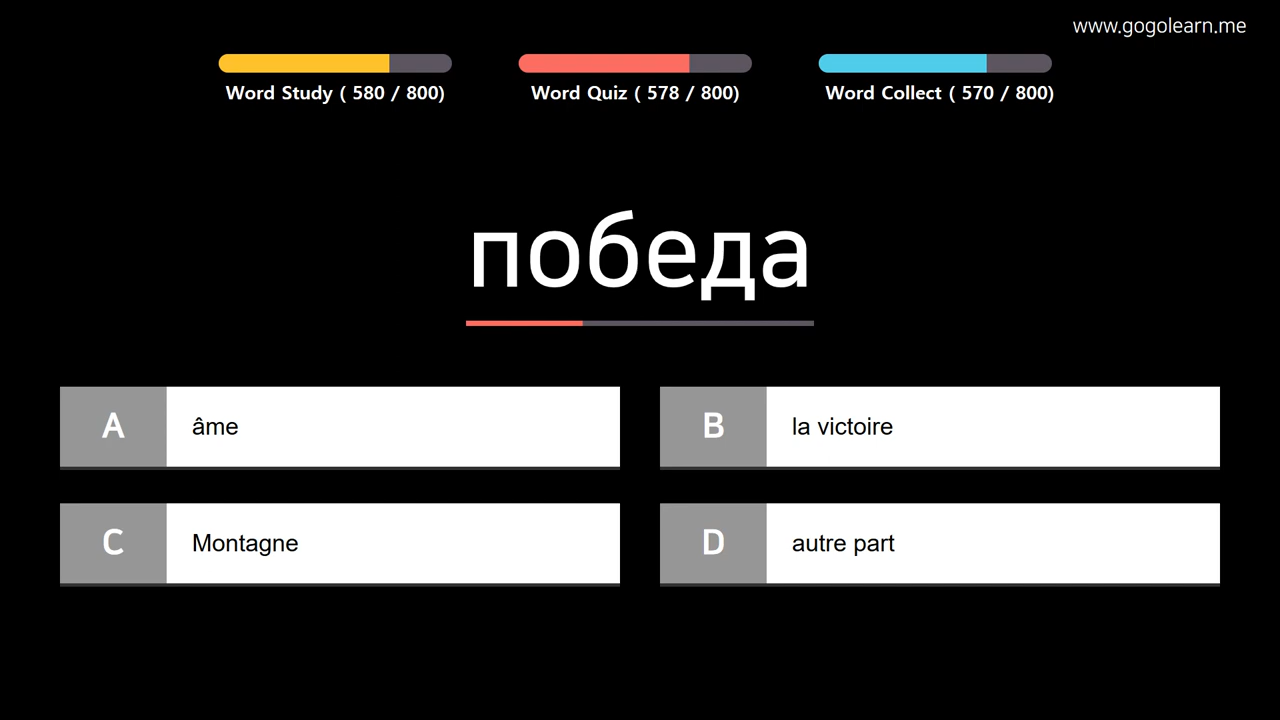 www.gogolearn.me
Word Study ( 580 / 800)
Word Quiz ( 578 / 800)
Word Collect ( 570 / 800)
победа
A
âme
B
la victoire
C
Montagne
D
autre part